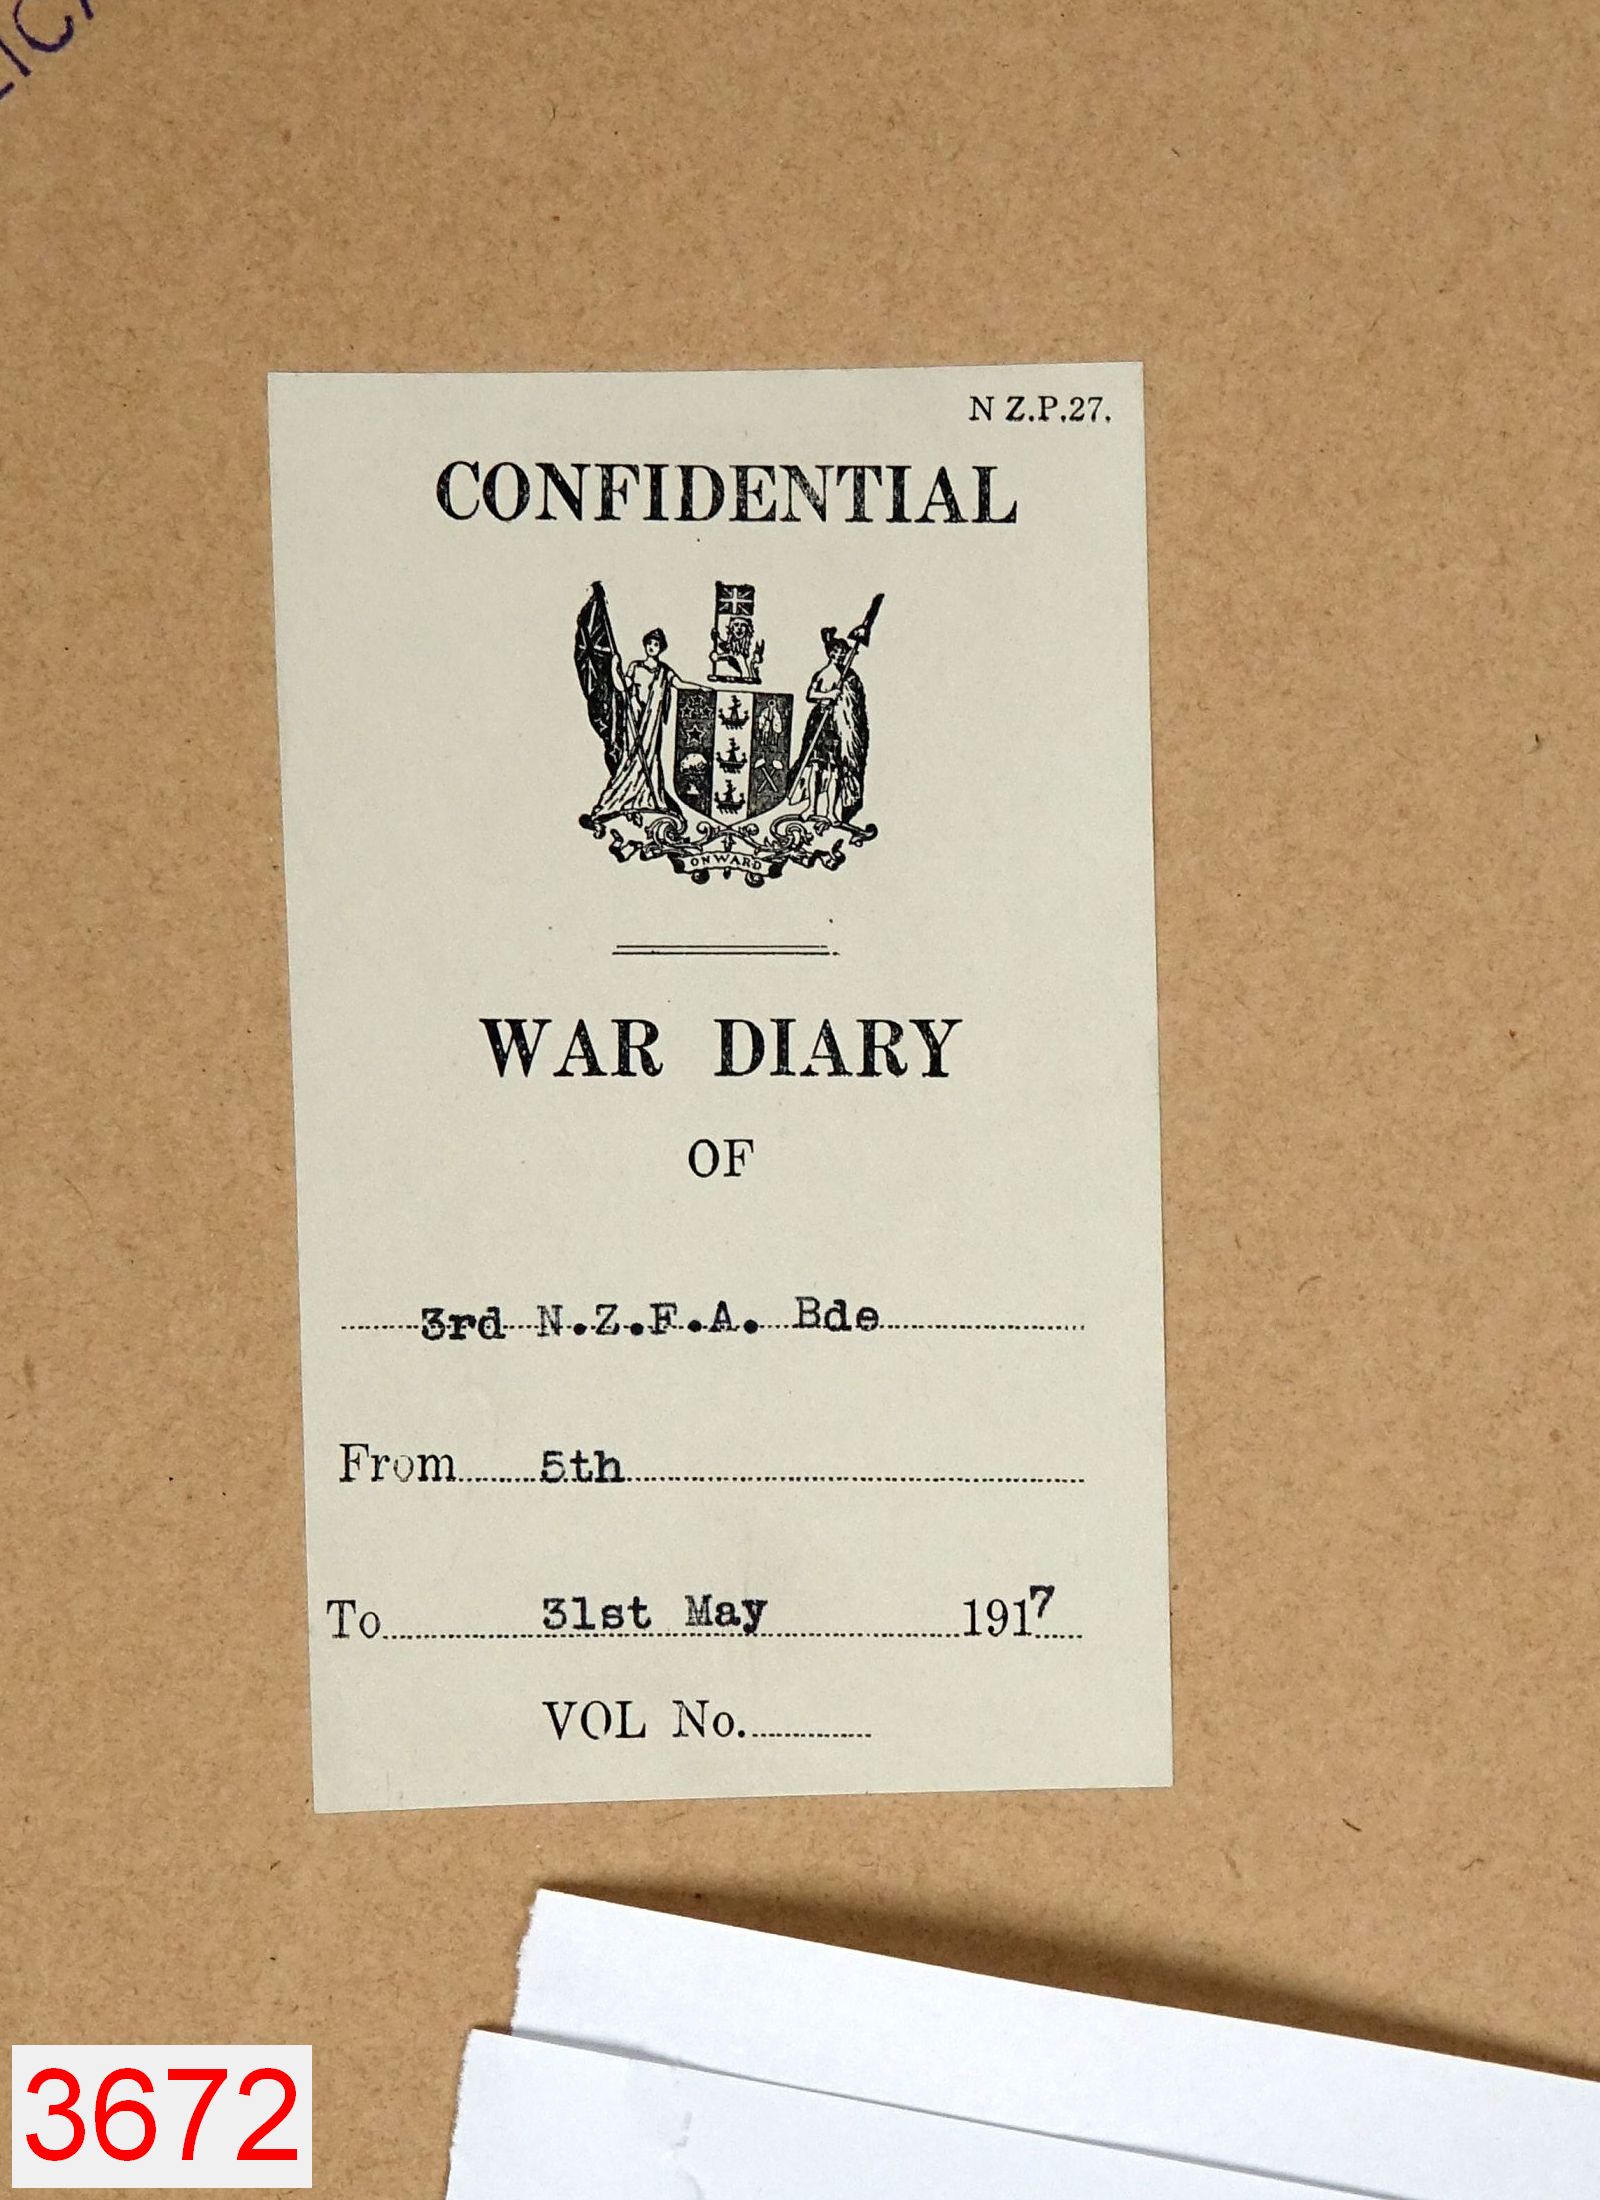 N Z.P.27.
CONFIDENTIAL
ONWARD
WAR DIARY
OF
3rd N.Z.F.A. Bde
From 5th
To 31st May 1917
VOL No.
3672